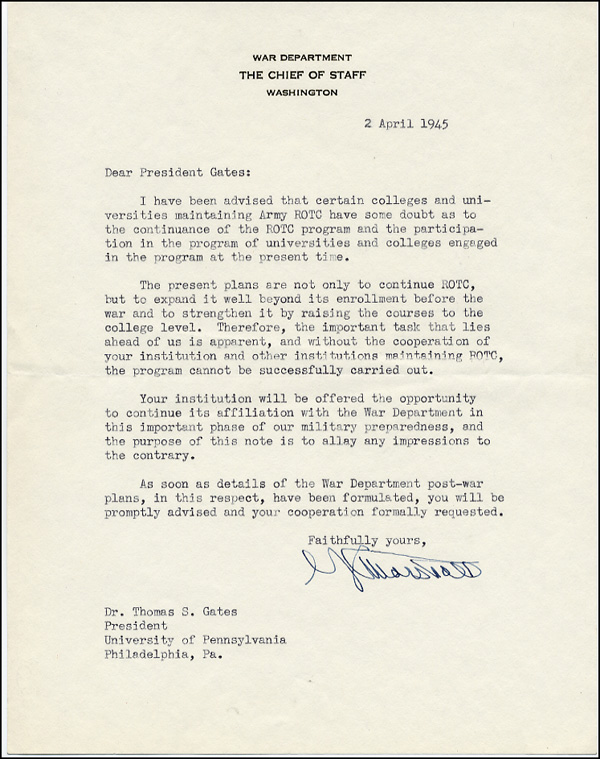 WAR DEPARTMENT
THE CHIEF OF STAFF
WASHINGTON
2 April 1945
Dear President Gates:
I have been advised that certain colleges and uni-
versities maintaining Army ROTC have some doubt as to
the continuance of the ROTC program and the participa-
tion in the program of universities and colleges engaged
in the program at the present time.
The present plans are not only to continue ROTC,
but to expand it well beyond its enrollment before the
war and to strengthen it by raising the courses to the
college level. Therefore, the important task that lies
ahead of us is apparent, and without the cooperation of
your institution and other institutions maintaining ROTC,
the program cannot be successfully carried out.
Your institution will be offered the opportunity
to continue its affiliation with the War Department in
this important phase of our military preparedness, and
the purpose of this note is to allay any impressions to
the contrary.
As soon as details of the War Department post-war
plans, in this respect, have been formulated, you will be
promptly advised and your cooperation formally requested.
Faithfully yours,
G. C. Marshall
Dr. Thomas S. Gates
President
University of Pennsylvania
Philadelphia, Pa.